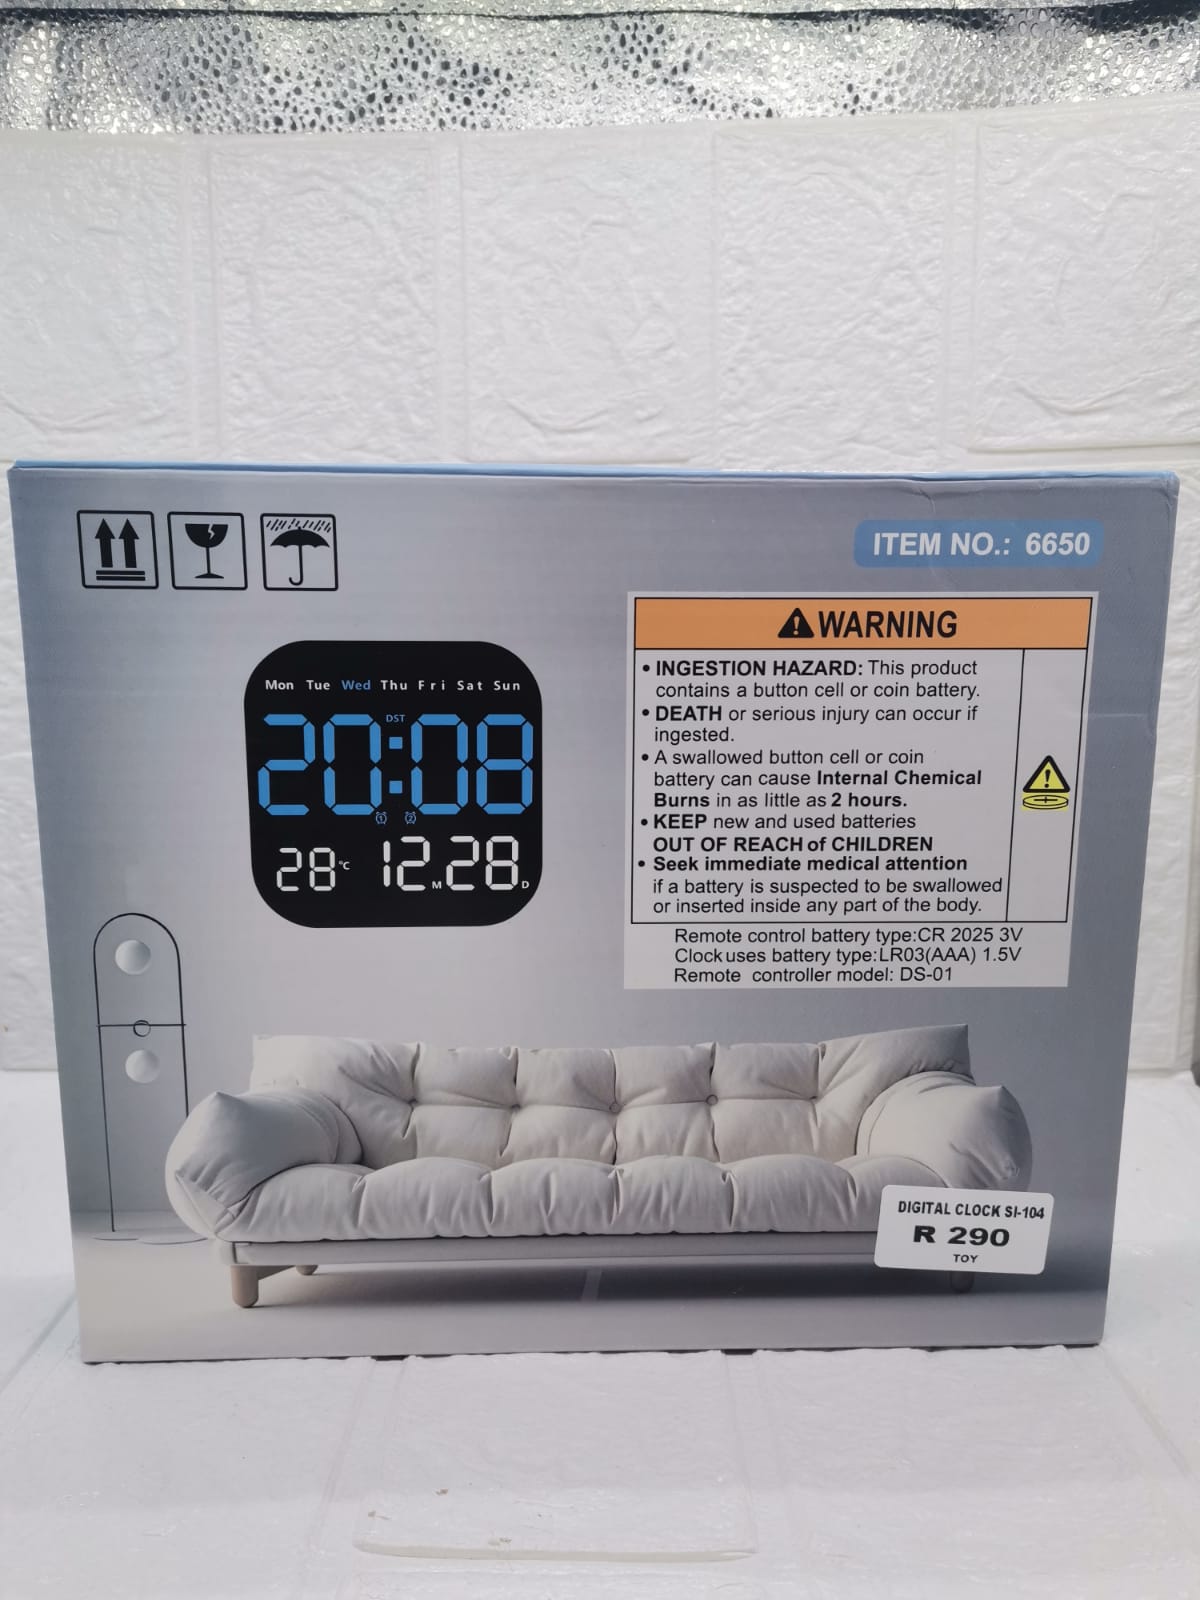 ITEM NO.: 6650
WARNING
• INGESTION HAZARD: This product
contains a button cell or coin battery.
• DEATH or serious injury can occur if
ingested.
• A swallowed button cell or coin
battery can cause Internal Chemical
Burns in as little as 2 hours.
• KEEP new and used batteries
OUT OF REACH of CHILDREN
• Seek immediate medical attention
if a battery is suspected to be swallowed
or inserted inside any part of the body.
Remote control battery type:CR 2025 3V
Clock uses battery type:LR03(AAA) 1.5V
Remote controller model: DS-01
Mon Tue Wed Thu Fri Sat Sun
DST
20:08
1 2
28°C 12M 28D
DIGITAL CLOCK SI-104
R 290
TOY